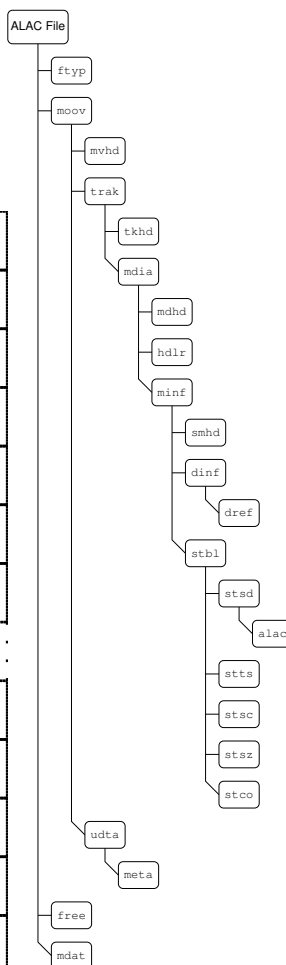 ALAC File
ftyp
moov
mvhd
trak
tkhd
mdia
mdhd
hdlr
minf
smhd
dinf
dref
stbl
stsd
alac
stts
stsc
stsz
stco
udta
meta
free
mdat